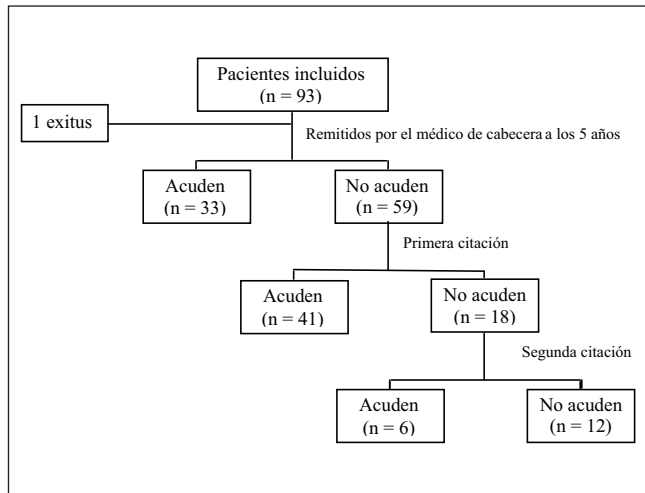 Pacientes incluidos
(n = 93)
1 exitus
Remitidos por el médico de cabecera a los 5 años
Acuden
(n = 33)
No acuden
(n = 59)
Primera citación
Acuden
(n = 41)
No acuden
(n = 18)
Segunda citación
Acuden
(n = 6)
No acuden
(n = 12)